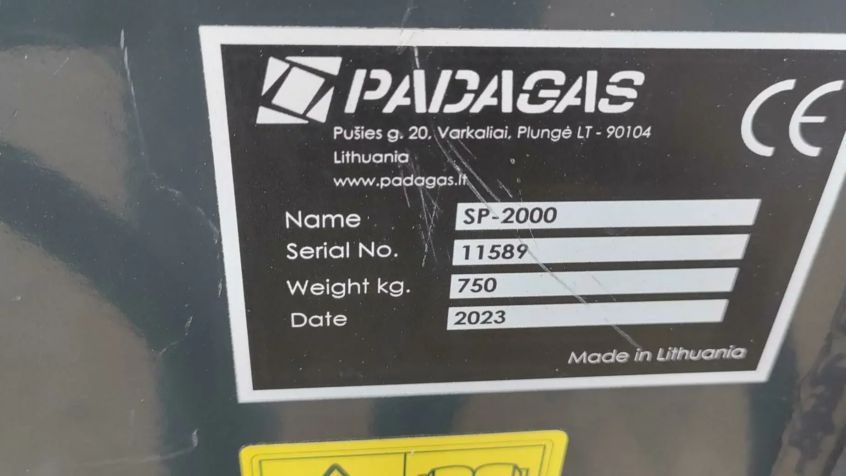 PADAGAS
CE
Pušies g. 20, Varkaliai, Plungė LT - 90104
Lithuania
www.padagas.lt
Name SP-2000
Serial No. 11589
Weight kg. 750
Date 2023
Made in Lithuania